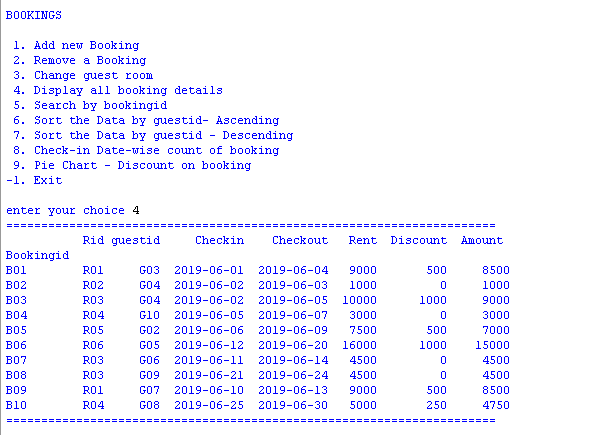 BOOKINGS
1. Add new Booking
2. Remove a Booking
3. Change guest room
4. Display all booking details
5. Search by bookingid
6. Sort the Data by guestid- Ascending
7. Sort the Data by guestid - Descending
8. Check-in Date-wise count of booking
9. Pie Chart - Discount on booking
-1. Exit
enter your choice 4
======================================================================
Rid guestid Checkin Checkout Rent Discount Amount
Bookingid
B01 R01 G03 2019-06-01 2019-06-04 9000 500 8500
B02 R02 G04 2019-06-02 2019-06-03 1000 0 1000
B03 R03 G04 2019-06-02 2019-06-05 10000 1000 9000
B04 R04 G10 2019-06-05 2019-06-07 3000 0 3000
B05 R05 G02 2019-06-06 2019-06-09 7500 500 7000
B06 R06 G05 2019-06-12 2019-06-20 16000 1000 15000
B07 R03 G06 2019-06-11 2019-06-14 4500 0 4500
B08 R03 G09 2019-06-21 2019-06-24 4500 0 4500
B09 R01 G07 2019-06-10 2019-06-13 9000 500 8500
B10 R04 G08 2019-06-25 2019-06-30 5000 250 4750
======================================================================